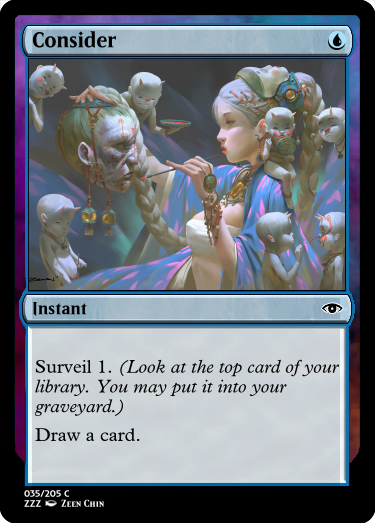 Consider
Instant
Surveil 1. (Look at the top card of your
library. You may put it into your
graveyard.)
Draw a card.
035/205 C
ZZZ Zeen Chin